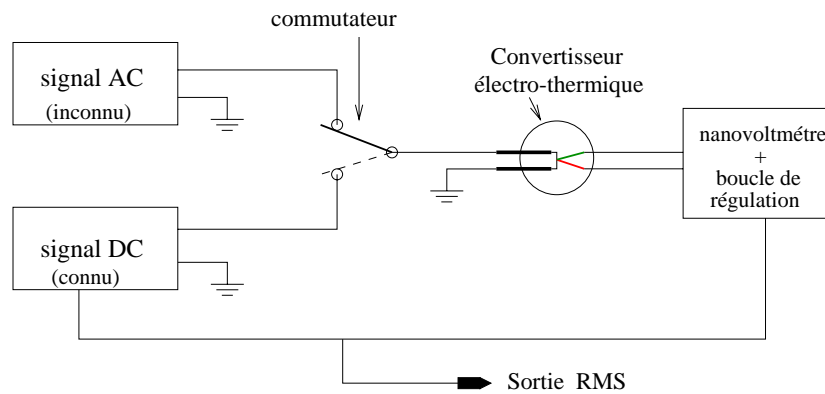 commutateur
signal AC
(inconnu)
Convertisseur
électro-thermique
nanovoltmétre
+
boucle de
régulation
signal DC
(connu)
Sortie RMS